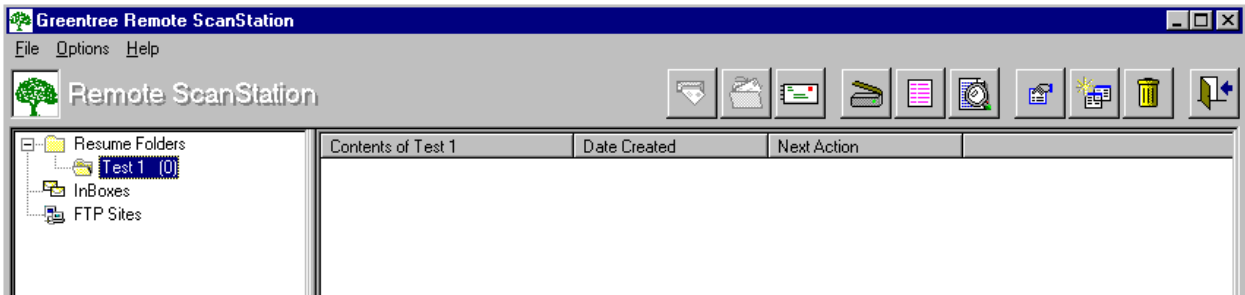 Greentree Remote ScanStation
File Options Help
Remote ScanStation
Resume Folders
Test 1 (0)
InBoxes
FTP Sites
Contents of Test 1 Date Created Next Action